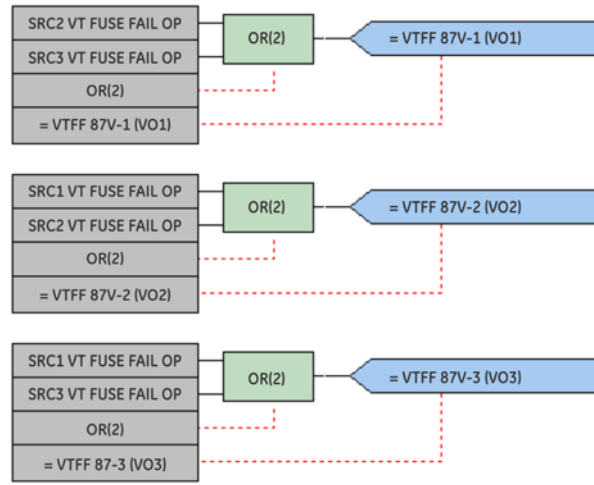 SRC2 VT FUSE FAIL OP
SRC3 VT FUSE FAIL OP
OR(2)
= VTFF 87V-1 (VO1)
OR(2)
= VTFF 87V-1 (VO1)
SRC1 VT FUSE FAIL OP
SRC2 VT FUSE FAIL OP
OR(2)
= VTFF 87V-2 (VO2)
OR(2)
= VTFF 87V-2 (VO2)
SRC1 VT FUSE FAIL OP
SRC3 VT FUSE FAIL OP
OR(2)
= VTFF 87-3 (VO3)
OR(2)
= VTFF 87V-3 (VO3)